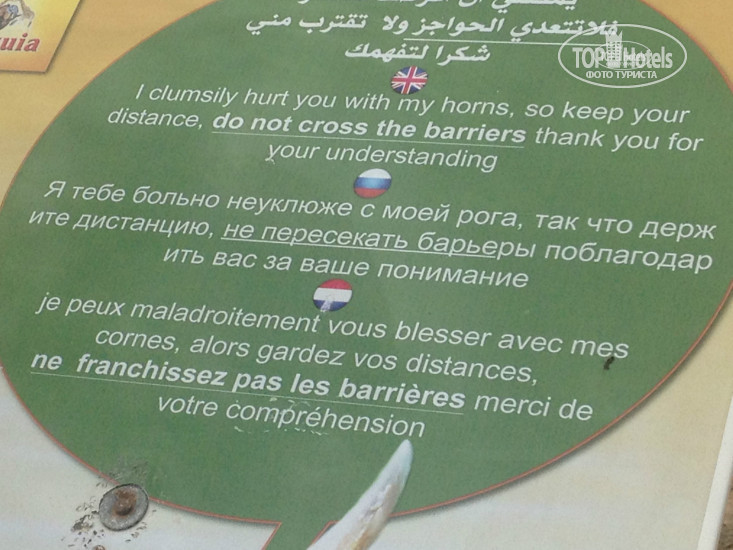 uia
فلاتتعدي الحواجز ولا تقترب مني
شكرا لتفهمك
TOP Hotels
ФОТО ТУРИСТА
I clumsily hurt you with my horns, so keep your
distance, do not cross the barriers thank you for
your understanding
Я тебе больно неуклюже с моей рога, так что держ
ите дистанцию, не пересекать барьеры поблагодар
ить вас за ваше понимание
je peux maladroitement vous blesser avec mes
cornes, alors gardez vos distances,
ne franchissez pas les barrières merci de
votre compréhension